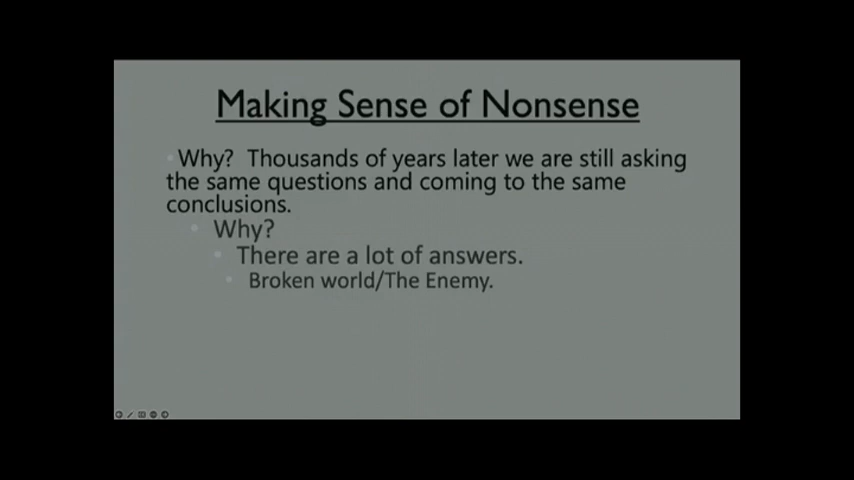 Making Sense of Nonsense
• Why?  Thousands of years later we are still asking
the same questions and coming to the same
conclusions.
• Why?
• There are a lot of answers.
• Broken world/The Enemy.